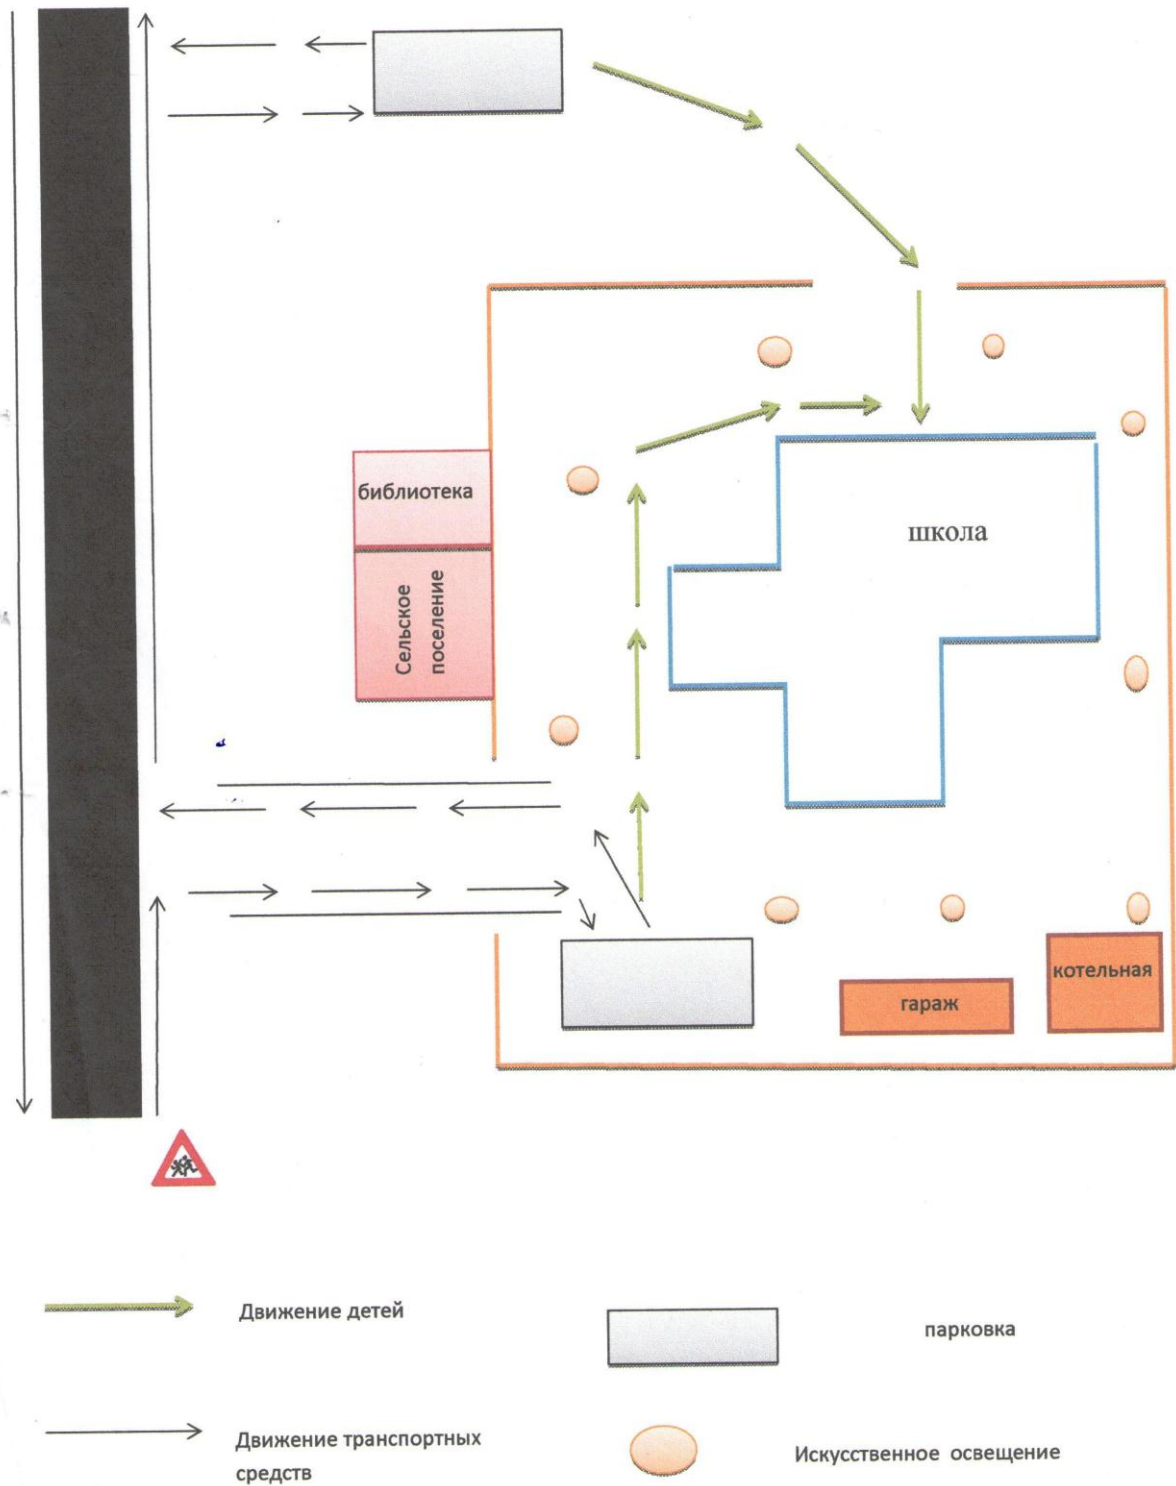 библиотека
Сельское
поселение
школа
гараж
котельная
Движение детей
парковка
Движение транспортных
средств
Искусственное освещение